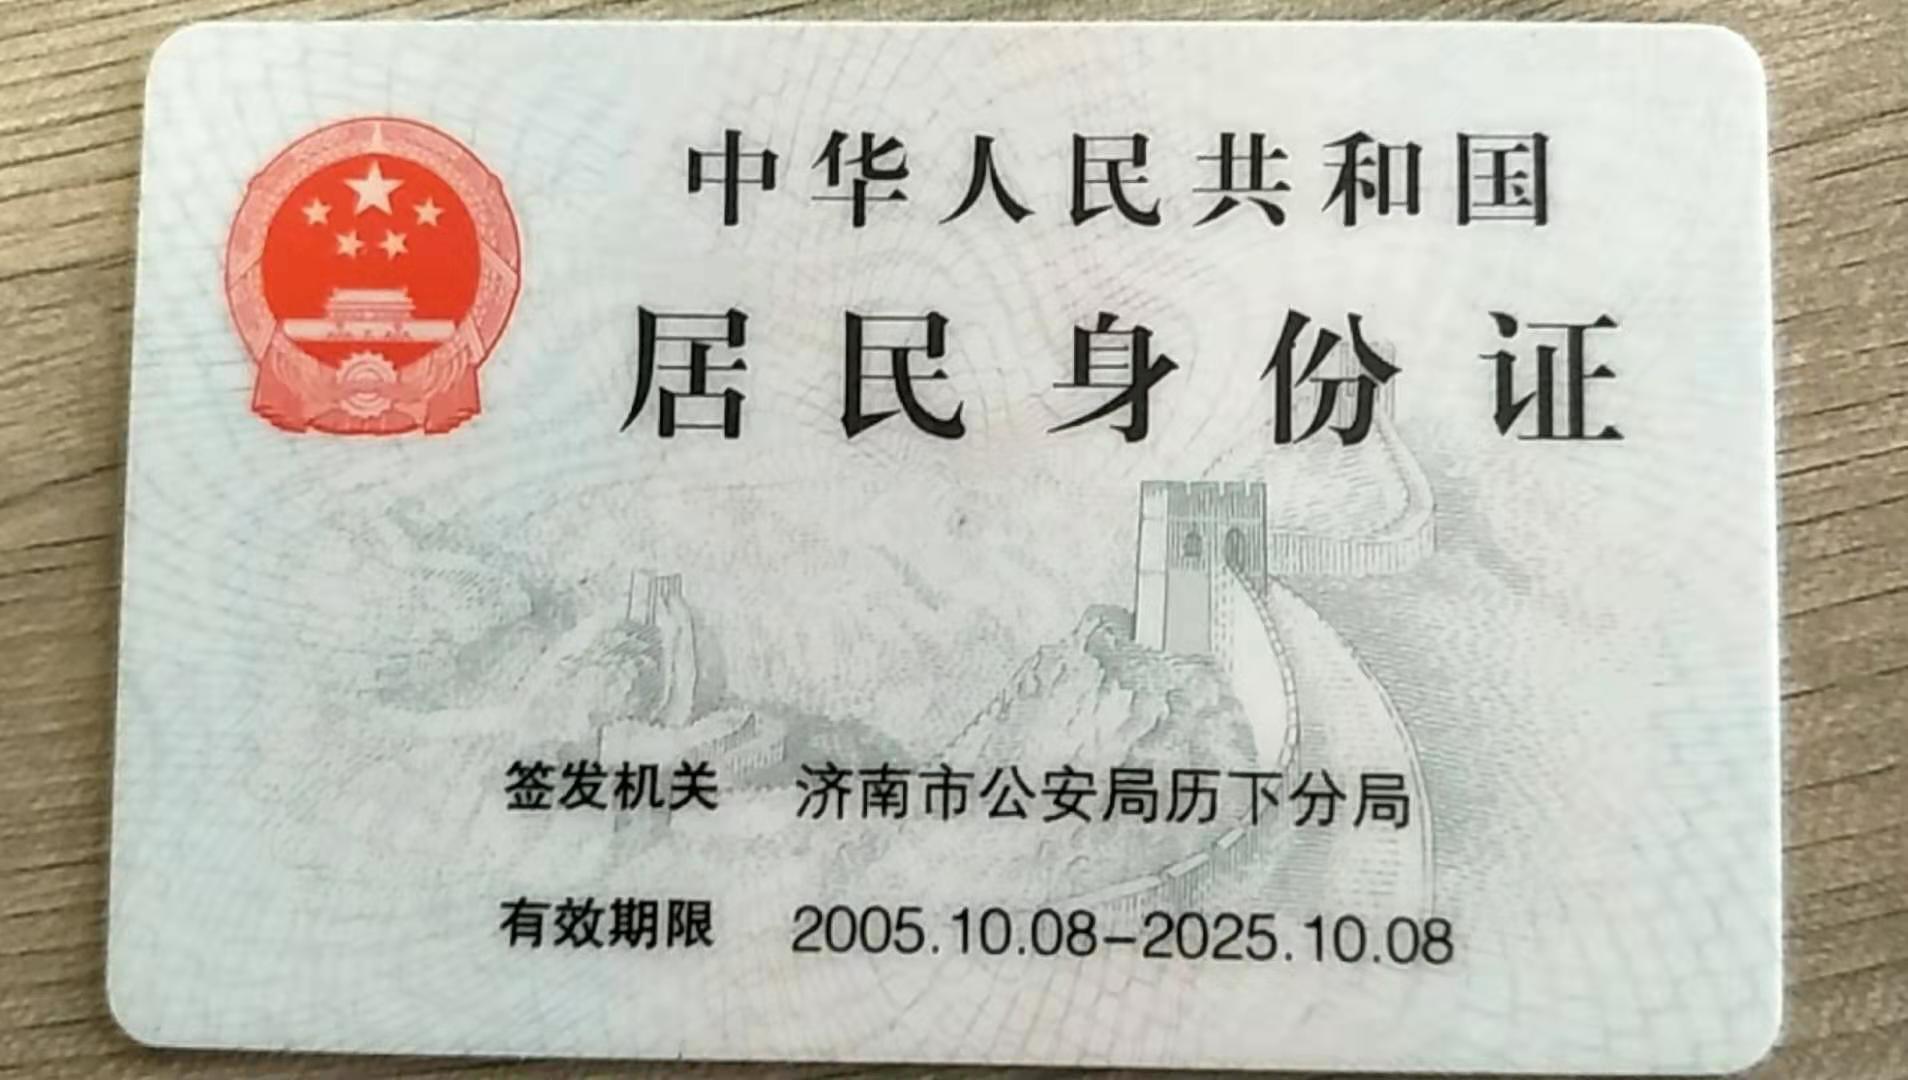 中华人民共和国
居民身份证
签发机关 济南市公安局历下分局
有效期限 2005.10.08-2025.10.08